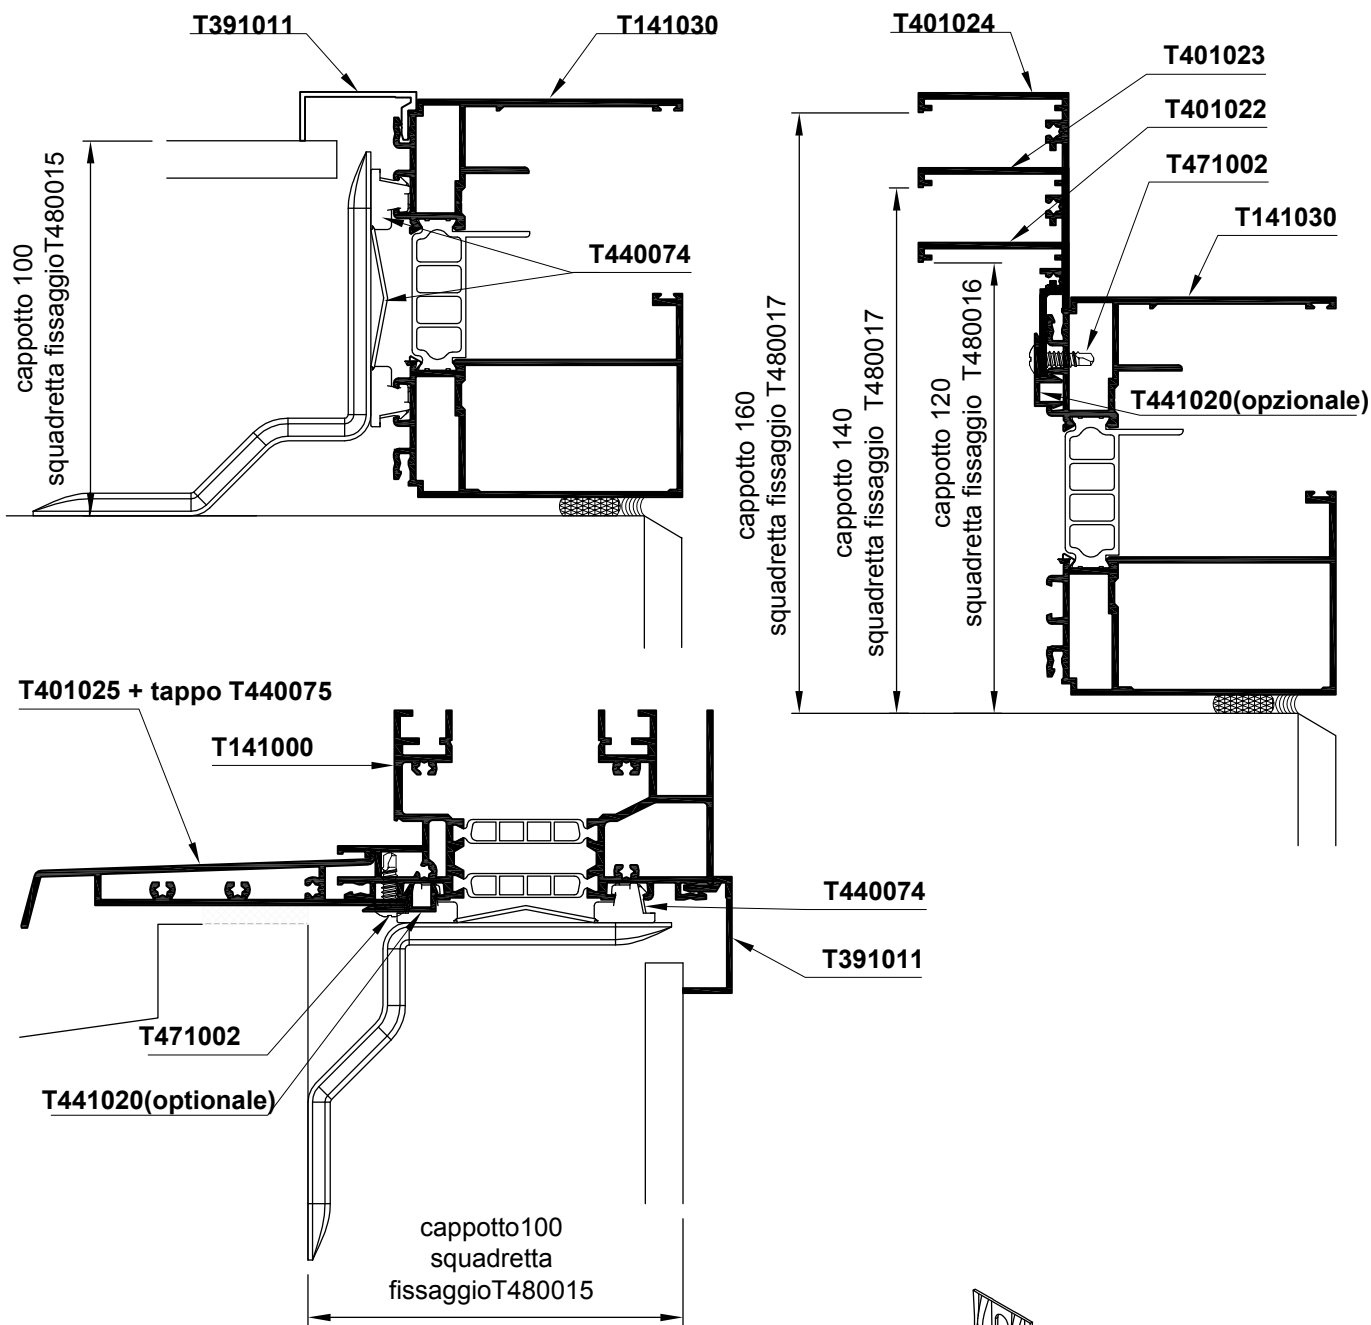 T391011
T141030
T401024
T401023
T401022
T471002
T141030
T440074
cappotto 100
squadretta fissaggioT480015
cappotto 160
squadretta fissaggio T480017
cappotto 140
squadretta fissaggio T480017
cappotto 120
squadretta fissaggio T480016
T441020(opzionale)
T401025 + tappo T440075
T141000
T440074
T391011
T471002
T441020(optionale)
cappotto100
squadretta
fissaggioT480015